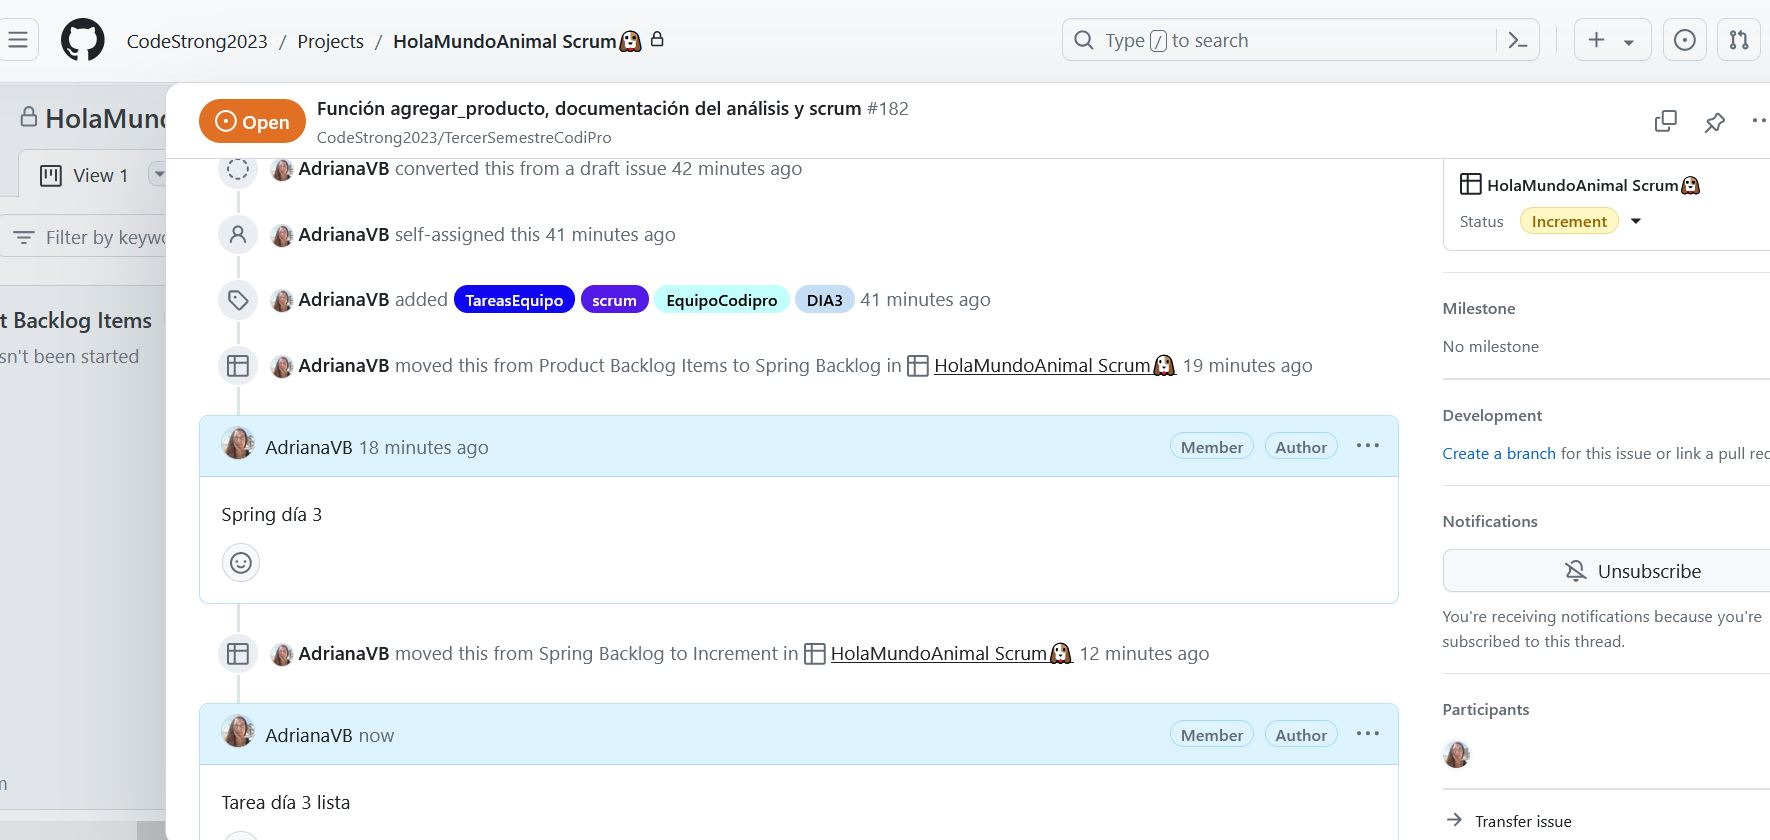 CodeStrong2023 / Projects / HolaMundoAnimal Scrum
Type / to search
HolaMund
Open
Función agregar_producto, documentación del análisis y scrum #182
CodeStrong2023/TercerSemestreCodiPro
View 1
Filter by keywo
t Backlog Items
sn't been started
AdrianaVB converted this from a draft issue 42 minutes ago
AdrianaVB self-assigned this 41 minutes ago
AdrianaVB added TareasEquipo scrum EquipoCodipro DIA3 41 minutes ago
AdrianaVB moved this from Product Backlog Items to Spring Backlog in HolaMundoAnimal Scrum 19 minutes ago
AdrianaVB 18 minutes ago Member Author
Spring día 3
AdrianaVB moved this from Spring Backlog to Increment in HolaMundoAnimal Scrum 12 minutes ago
AdrianaVB now Member Author
Tarea día 3 lista
HolaMundoAnimal Scrum
Status Increment
Milestone
No milestone
Development
Create a branch for this issue or link a pull rec
Notifications
Unsubscribe
You're receiving notifications because you're
subscribed to this thread.
Participants
Transfer issue